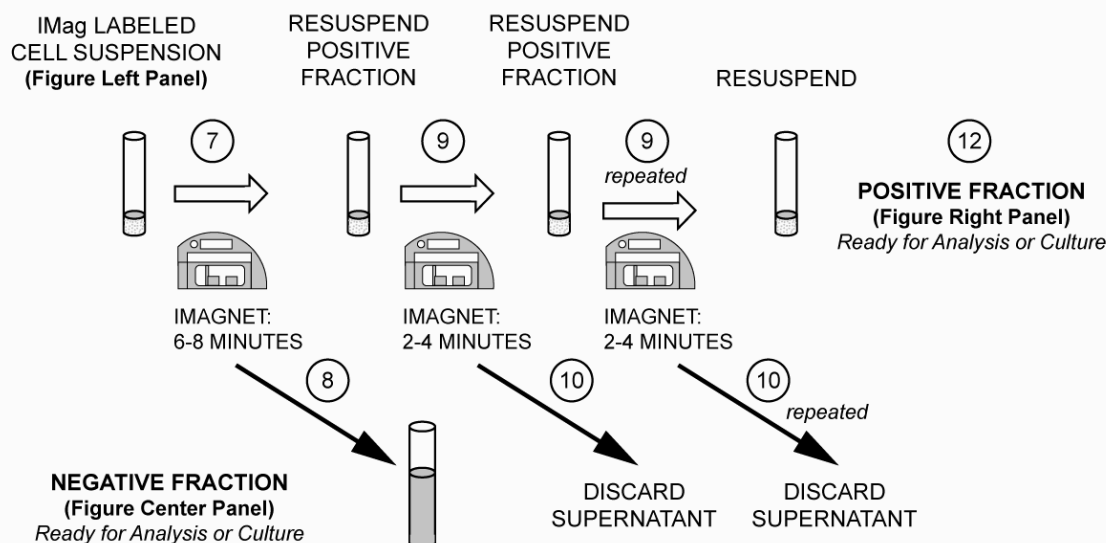 IMag LABELED
CELL SUSPENSION
(Figure Left Panel)
RESUSPEND
POSITIVE
FRACTION
RESUSPEND
POSITIVE
FRACTION
RESUSPEND
7
9
9
repeated
12
POSITIVE FRACTION
(Figure Right Panel)
Ready for Analysis or Culture
IMAGNET:
6-8 MINUTES
IMAGNET:
2-4 MINUTES
IMAGNET:
2-4 MINUTES
8
10
10
repeated
NEGATIVE FRACTION
(Figure Center Panel)
Ready for Analysis or Culture
DISCARD
SUPERNATANT
DISCARD
SUPERNATANT